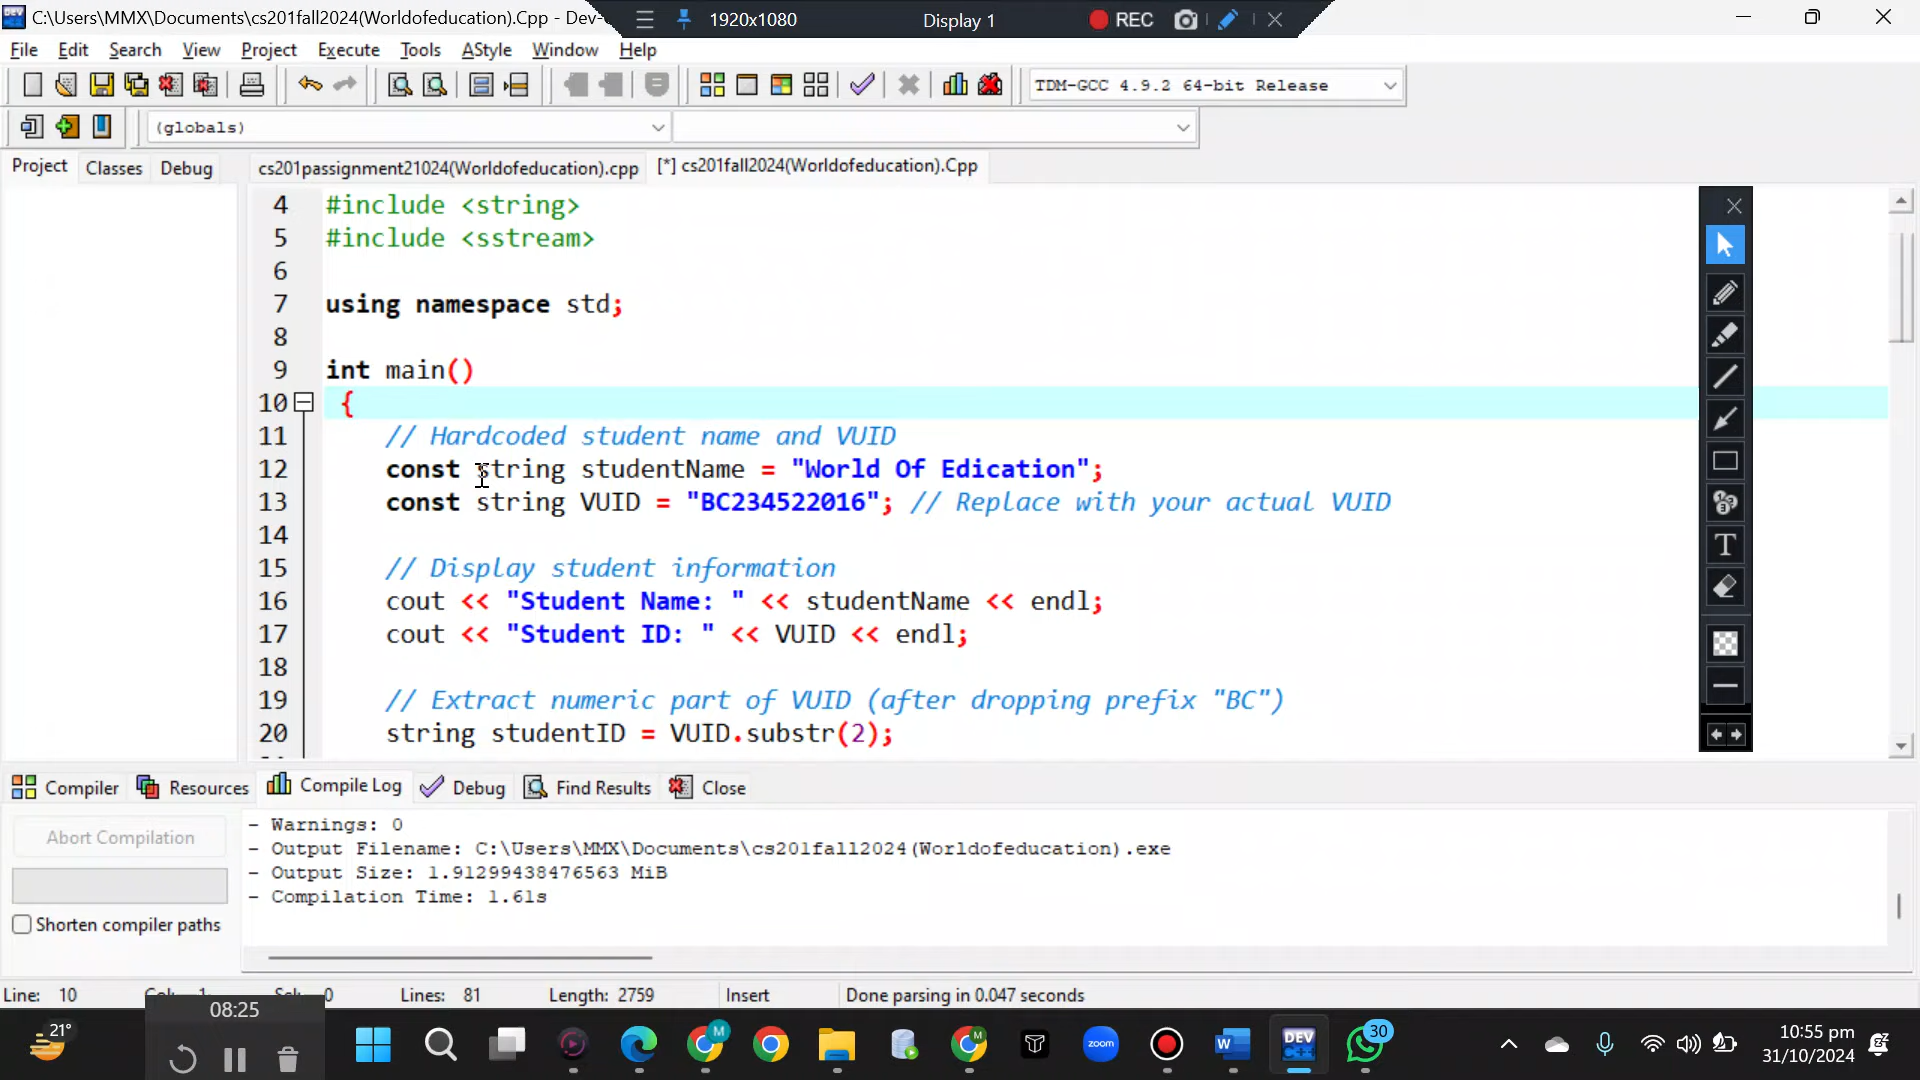 C:\Users\MMX\Documents\cs201fall2024(Worldofeducation).Cpp - Dev-
1920x1080 Display 1 REC
File Edit Search View Project Execute Tools AStyle Window Help
TDM-GCC 4.9.2 64-bit Release
(globals)
Project Classes Debug cs201passignment21024(Worldofeducation).cpp [*] cs201fall2024(Worldofeducation).Cpp
4 #include <string>
5 #include <sstream>
6
7 using namespace std;
8
9 int main()
10 {
11 // Hardcoded student name and VUID
12 const string studentName = "World Of Edication";
13 const string VUID = "BC234522016"; // Replace with your actual VUID
14
15 // Display student information
16 cout << "Student Name: " << studentName << endl;
17 cout << "Student ID: " << VUID << endl;
18
19 // Extract numeric part of VUID (after dropping prefix "BC")
20 string studentID = VUID.substr(2);
Compiler Resources Compile Log Debug Find Results Close
Abort Compilation
Shorten compiler paths
- Warnings: 0
- Output Filename: C:\Users\MMX\Documents\cs201fall2024(Worldofeducation).exe
- Output Size: 1.91299438476563 MiB
- Compilation Time: 1.61s
Line: 10 Lines: 81 Length: 2759 Insert Done parsing in 0.047 seconds
08:25
21°
M
M
zoom
W
DEV C++
30
10:55 pm
31/10/2024